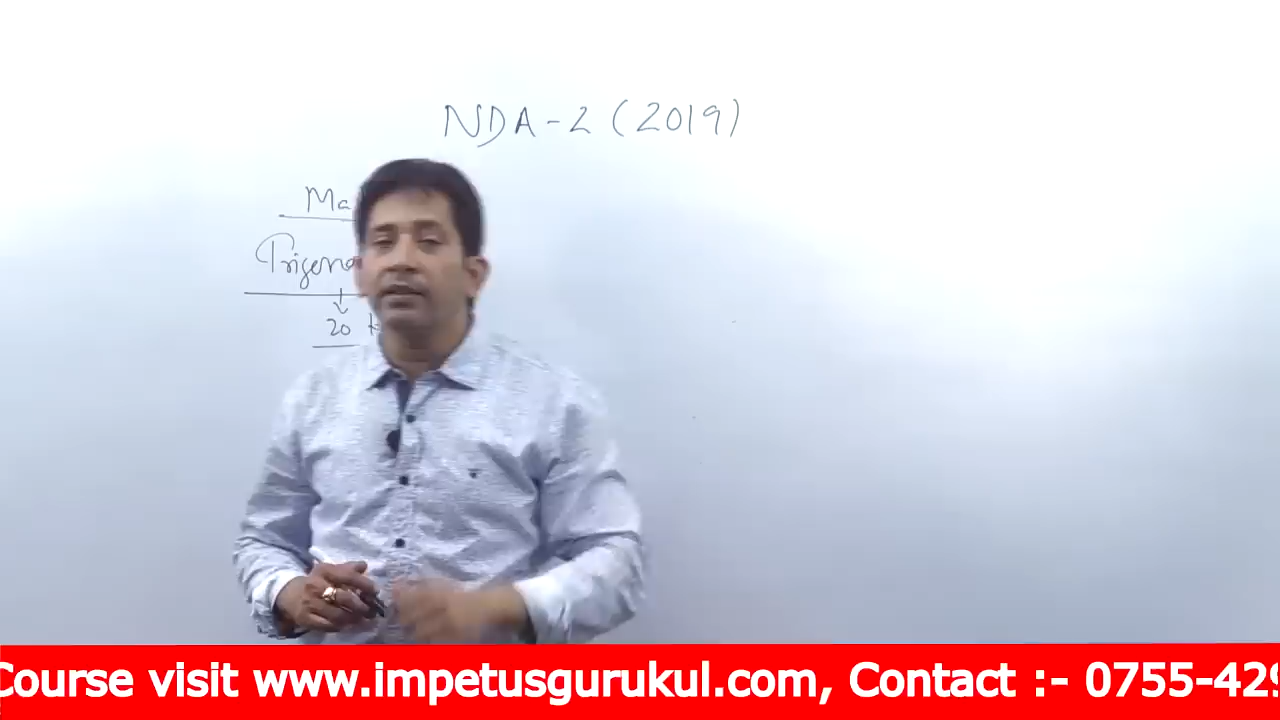 NDA-2 (2019)
Ma
Trigono
20
Course visit www.impetusgurukul.com, Contact :- 0755-429